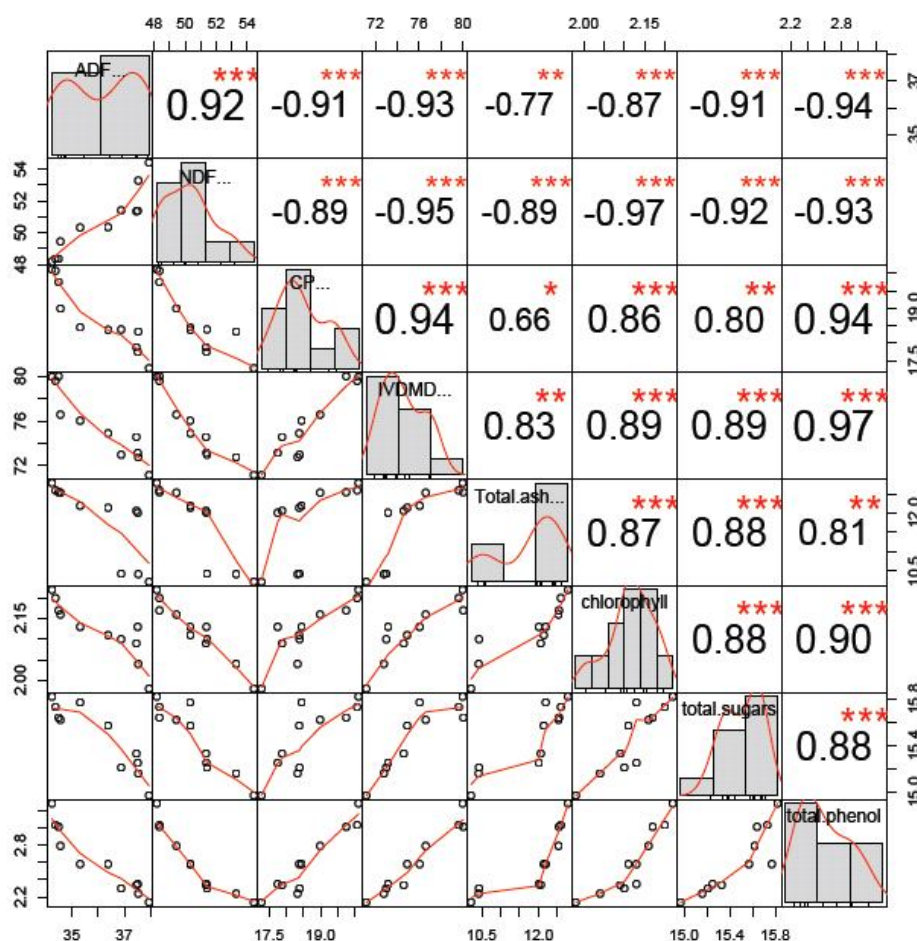 48 50 52 54 72 76 80 2.00 2.15 2.2 2.8
ADF... 0.92 *** -0.91 *** -0.93 *** -0.77 ** -0.87 *** -0.91 *** -0.94 *** 35 37
48 50 52 54 NDF... -0.89 *** -0.95 *** -0.89 *** -0.97 *** -0.92 *** -0.93 ***
CP... 0.94 *** 0.66 * 0.86 *** 0.80 ** 0.94 *** 17.5 19.0
72 76 80 IVDMD... 0.83 ** 0.89 *** 0.89 *** 0.97 ***
Total.ash... 0.87 *** 0.88 *** 0.81 ** 10.5 12.0
2.00 2.15 chlorophyll 0.88 *** 0.90 ***
total.sugars 0.88 *** 15.0 15.4 15.8
2.2 2.8 total.phenol
35 37 17.5 19.0 10.5 12.0 15.0 15.4 15.8